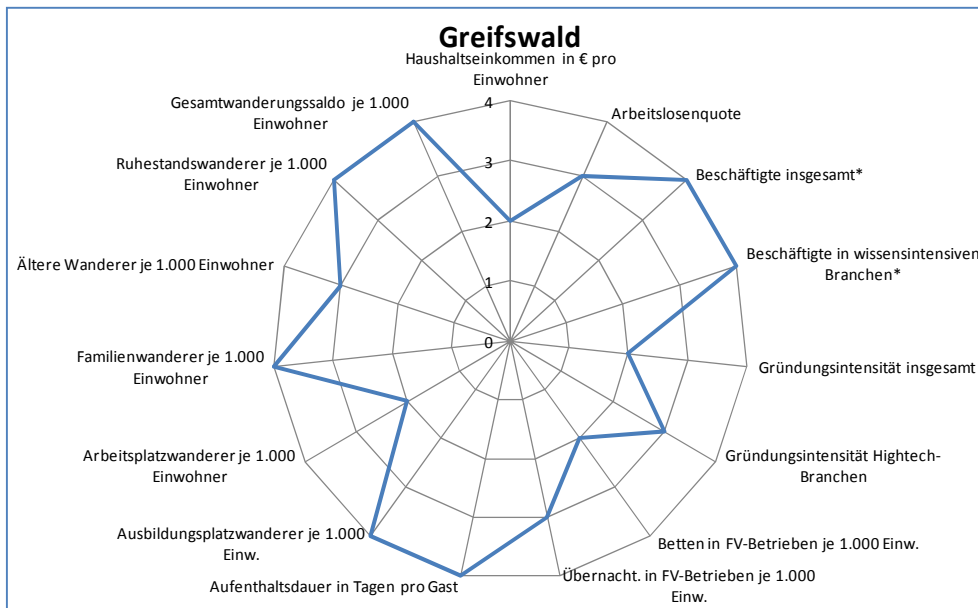 Greifswald
Haushaltseinkommen in € pro
Einwohner
Arbeitslosenquote
Beschäftigte insgesamt*
Beschäftigte in wissensintensiven
Branchen*
Gründungsintensität insgesamt
Gründungsintensität Hightech-
Branchen
Betten in FV-Betrieben je 1.000 Einw.
Übernacht. in FV-Betrieben je 1.000
Einw.
Aufenthaltsdauer in Tagen pro Gast
Ausbildungsplatzwanderer je 1.000
Einw.
Arbeitsplatzwanderer je 1.000
Einwohner
Familienwanderer je 1.000
Einwohner
Ältere Wanderer je 1.000 Einwohner
Ruhestandswanderer je 1.000
Einwohner
Gesamtwanderungssaldo je 1.000
Einwohner
4
3
2
1
0